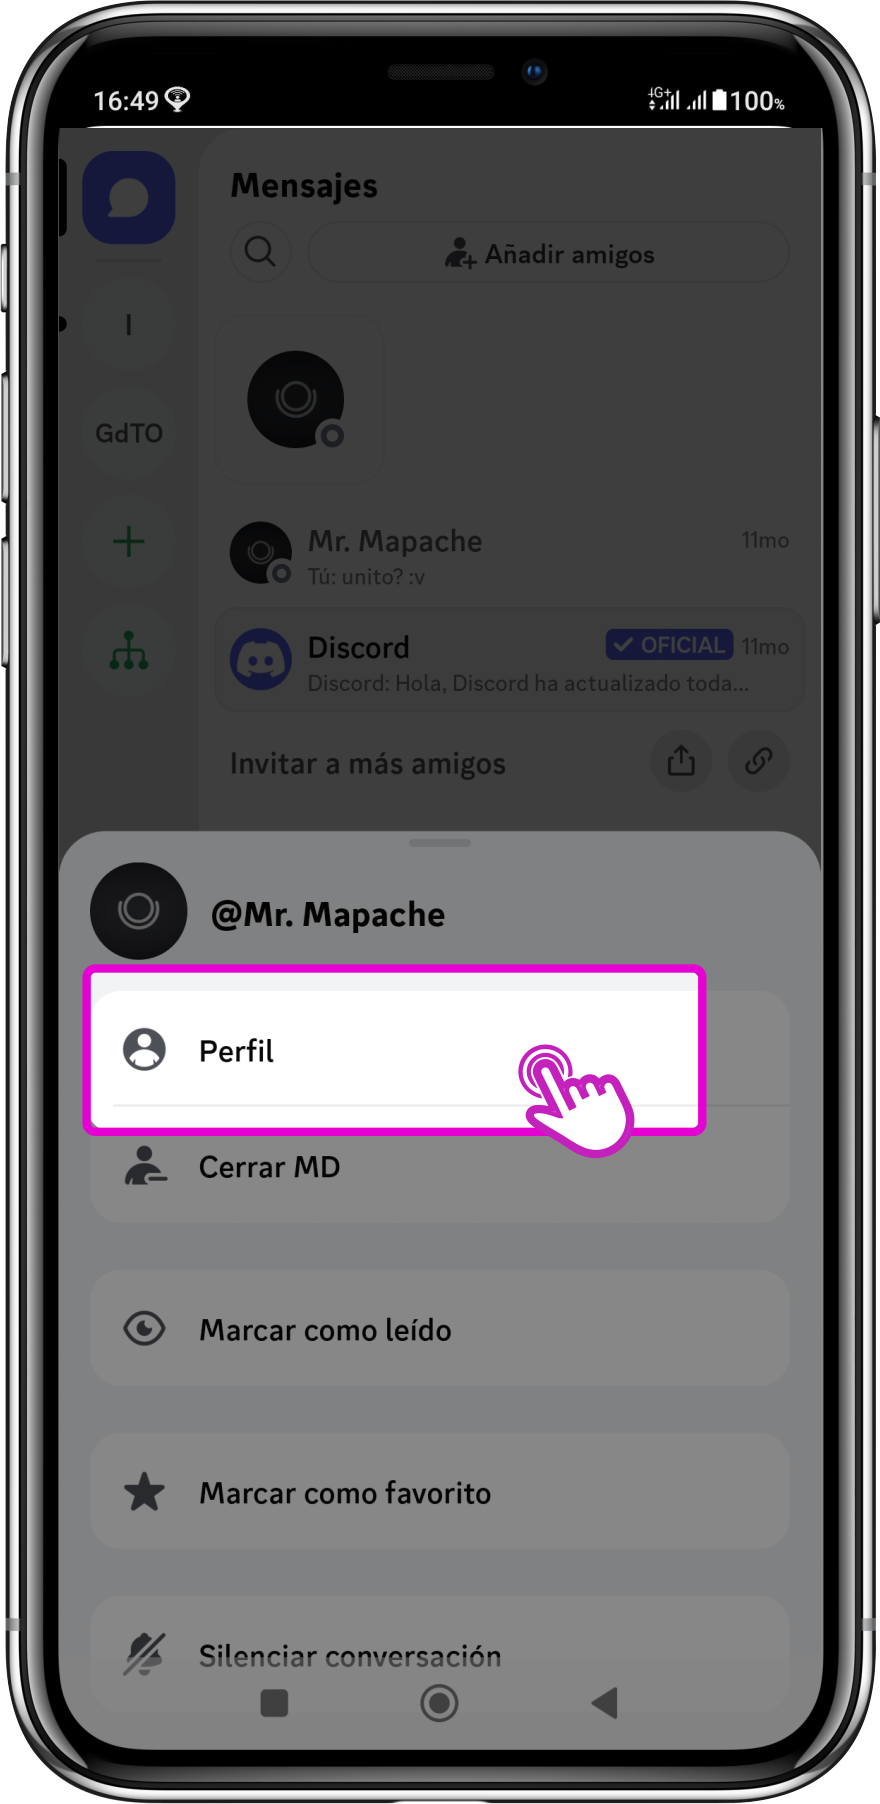 16:49 4G+ 100%
Mensajes
Añadir amigos
I
GdTO
Mr. Mapache 11mo
Tú: unito? :v
Discord ✓ OFICIAL 11mo
Discord: Hola, Discord ha actualizado toda...
Invitar a más amigos
@Mr. Mapache
Perfil
Cerrar MD
Marcar como leído
Marcar como favorito
Silenciar conversación